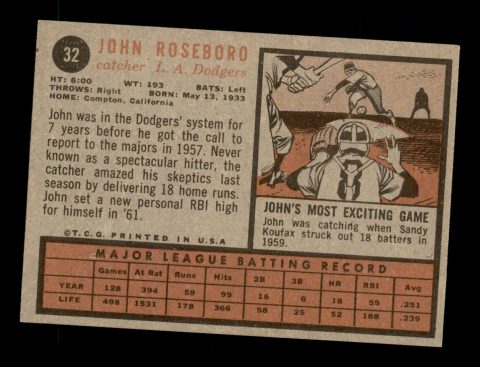 32
JOHN ROSEBORO
catcher L. A. Dodgers
HT: 6:00 WT: 193 BATS: Left
THROWS: Right BORN: May 13, 1933
HOME: Compton, California
John was in the Dodgers' system for
7 years before he got the call to
report to the majors in 1957. Never
known as a spectacular hitter, the
catcher amazed his skeptics last
season by delivering 18 home runs.
John set a new personal RBI high
for himself in '61.
©T.C.G. PRINTED IN U.S.A
JOHN'S MOST EXCITING GAME
John was catching when Sandy
Koufax struck out 18 batters in
1959.
MAJOR LEAGUE BATTING RECORD
Games At Bat Runs Hits 2B 3B HR RBI Avg
YEAR 128 394 59 99 16 6 18 59 .251
LIFE 498 1531 178 366 58 25 52 188 .239